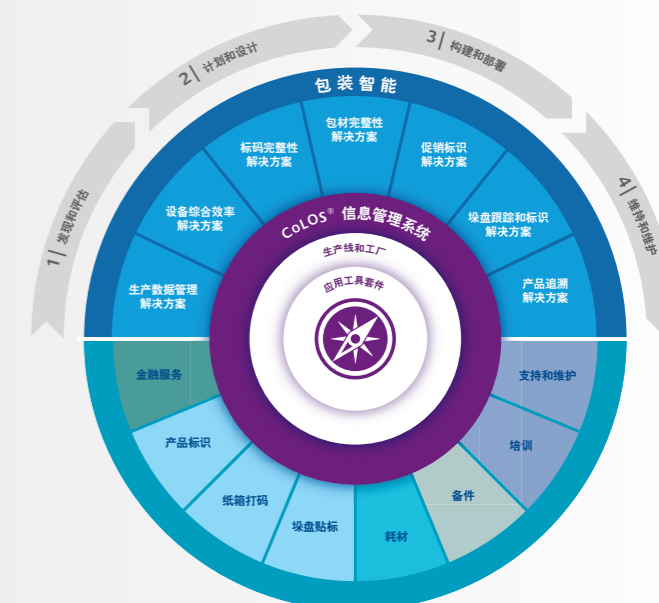 1| 发现和评估
2| 计划和设计
3| 构建和部署
4| 维持和维护
包装智能
生产数据管理
解决方案
设备综合效率
解决方案
标码完整性
解决方案
包材完整性
解决方案
促销标识
解决方案
垛盘跟踪和标识
解决方案
产品追溯
解决方案
CoLOS® 信息管理系统
生产线和工厂
应用工具套件
金融服务
产品标识
纸箱打码
垛盘贴标
耗材
备件
培训
支持和维护